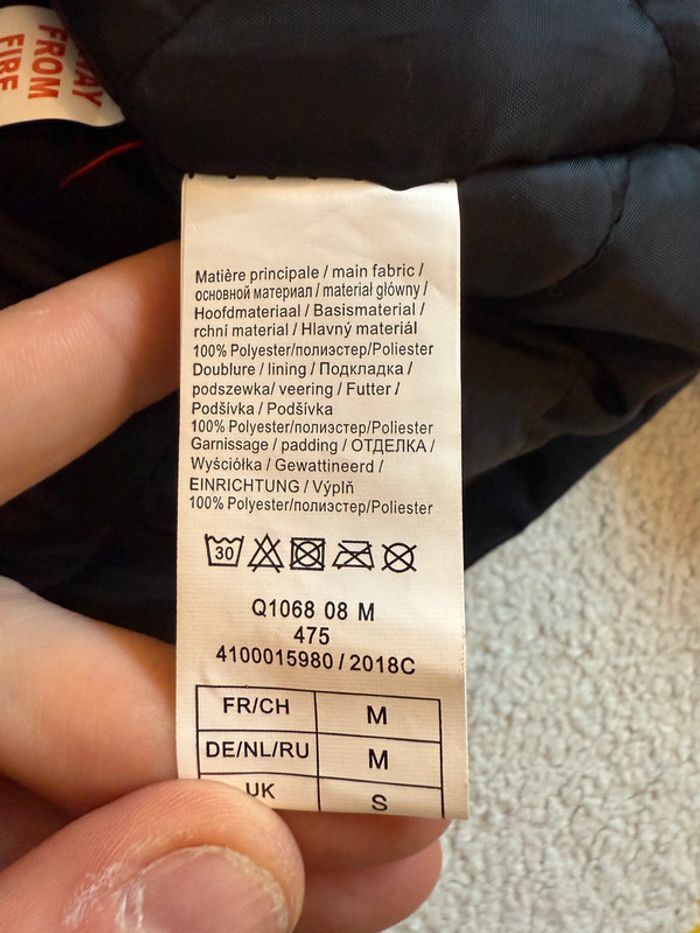 AWAY
FROM
FIRE
Matière principale / main fabric /
основной материал / materiał główny /
Hoofdmateriaal / Basismaterial /
rchní material / Hlavný materiál
100% Polyester/полиэстер/Poliester
Doublure / lining / Подкладка /
podszewka/ veering / Futter /
Podšívka / Podšívka
100% Polyester/полиэстер/Poliester
Garnissage / padding / ОТДЕЛКА /
Wyściółka / Gewattineerd /
EINRICHTUNG / Výplň
100% Polyester/полиэстер/Poliester
30
Q1068 08 M
475
4100015980 / 2018C
FR/CH M
DE/NL/RU M
UK S